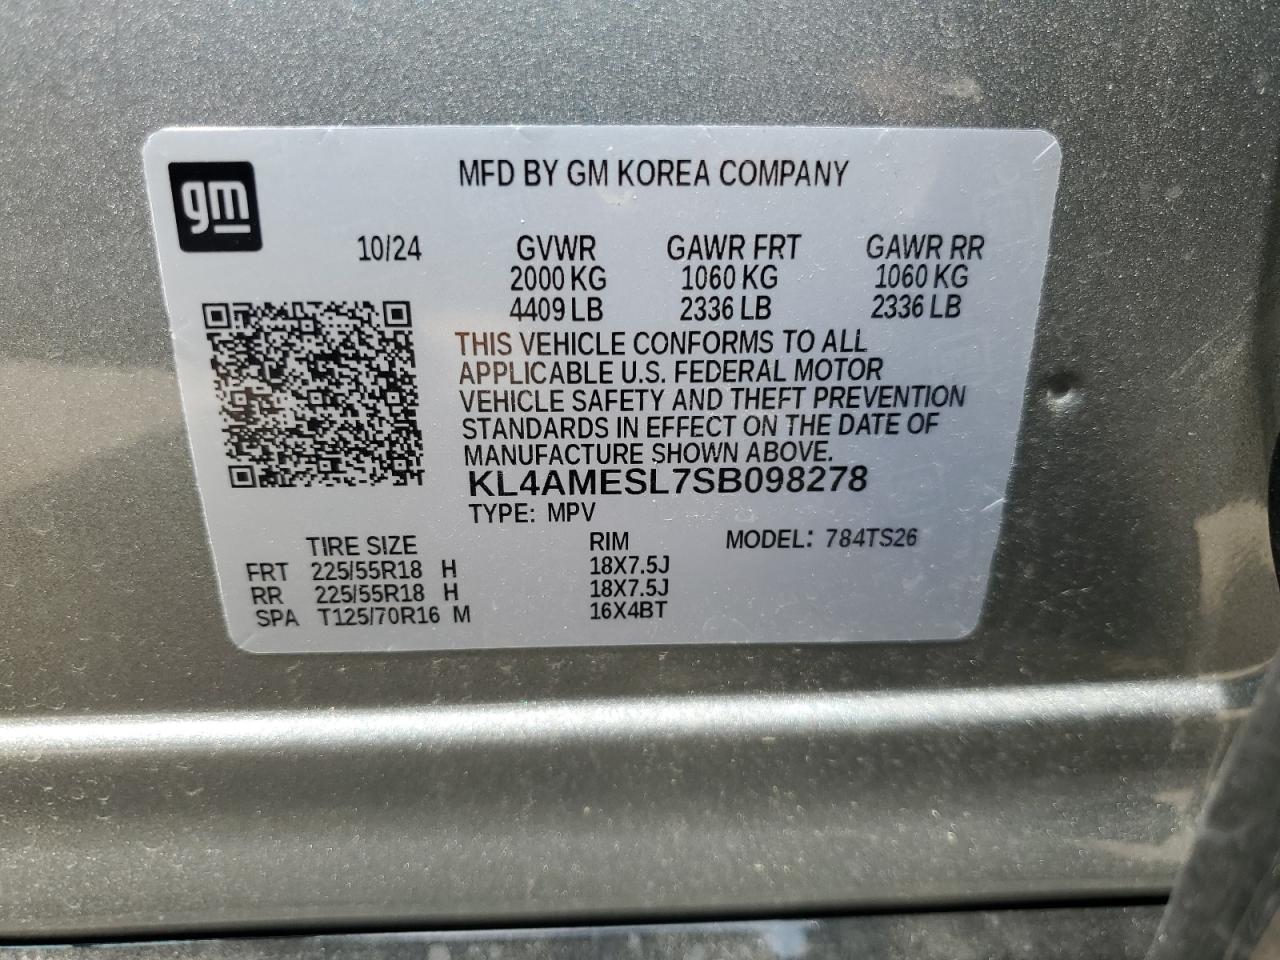 gm
MFD BY GM KOREA COMPANY
10/24 GVWR GAWR FRT GAWR RR
2000 KG 1060 KG 1060 KG
4409 LB 2336 LB 2336 LB
THIS VEHICLE CONFORMS TO ALL
APPLICABLE U.S. FEDERAL MOTOR
VEHICLE SAFETY AND THEFT PREVENTION
STANDARDS IN EFFECT ON THE DATE OF
MANUFACTURE SHOWN ABOVE.
KL4AMESL7SB098278
TYPE: MPV
TIRE SIZE RIM MODEL: 784TS26
FRT 225/55R18 H 18X7.5J
RR 225/55R18 H 18X7.5J
SPA T125/70R16 M 16X4BT